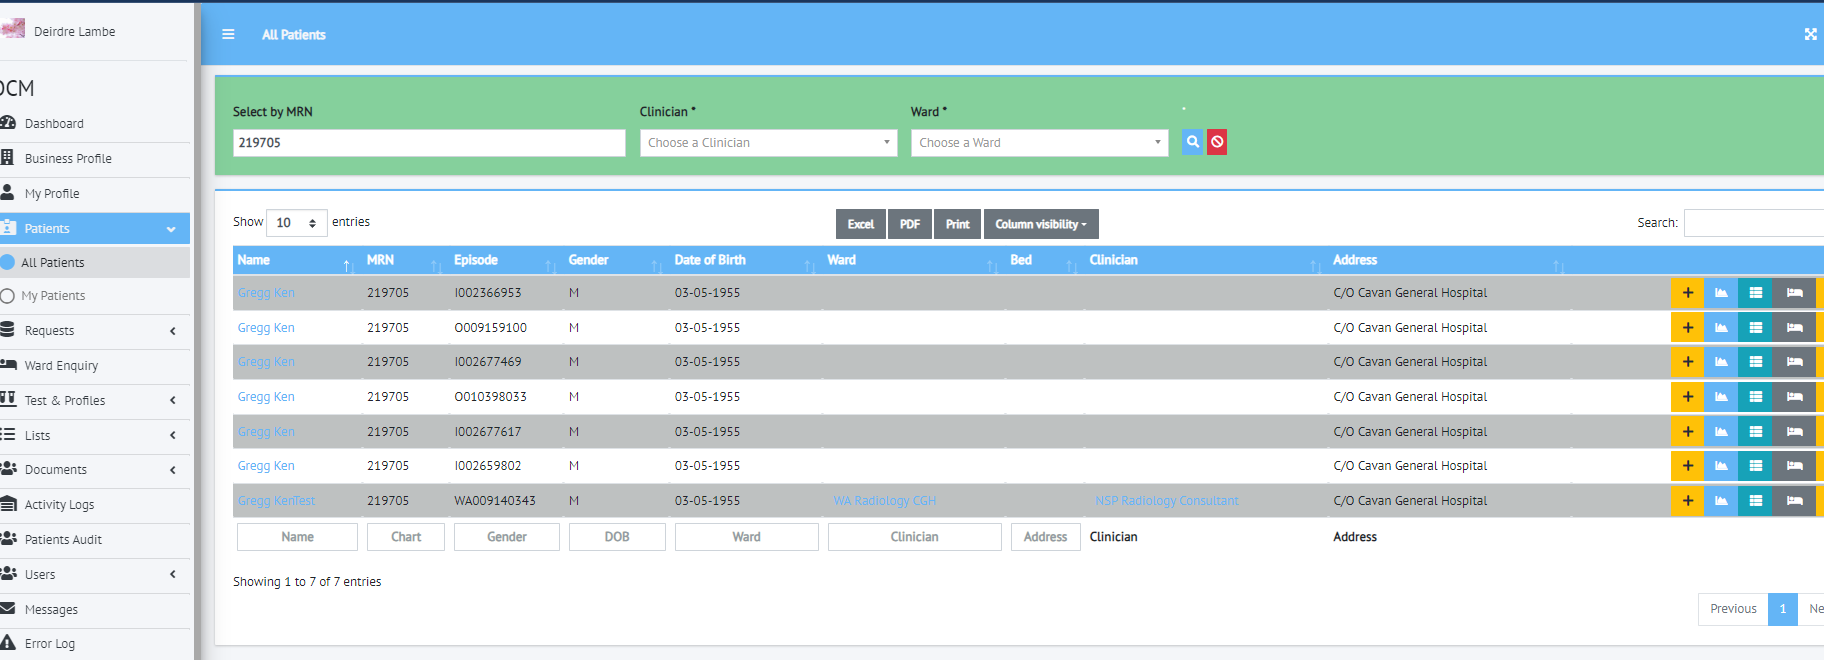 Deirdre Lambe
OCM
Dashboard
Business Profile
My Profile
Patients
All Patients
My Patients
Requests
Ward Enquiry
Test & Profiles
Lists
Documents
Activity Logs
Patients Audit
Users
Messages
Error Log
All Patients
Select by MRN Clinician * Ward *
219705 Choose a Clinician Choose a Ward
Show 10 entries Excel PDF Print Column visibility Search:
Name MRN Episode Gender Date of Birth Ward Bed Clinician Address
Gregg Ken 219705 I002366953 M 03-05-1955 C/O Cavan General Hospital
Gregg Ken 219705 O009159100 M 03-05-1955 C/O Cavan General Hospital
Gregg Ken 219705 I002677469 M 03-05-1955 C/O Cavan General Hospital
Gregg Ken 219705 O010398033 M 03-05-1955 C/O Cavan General Hospital
Gregg Ken 219705 I002677617 M 03-05-1955 C/O Cavan General Hospital
Gregg Ken 219705 I002659802 M 03-05-1955 C/O Cavan General Hospital
Gregg KenTest 219705 WA009140343 M 03-05-1955 WA Radiology CGH NSP Radiology Consultant C/O Cavan General Hospital
Name Chart Gender DOB Ward Clinician Address Clinician Address
Showing 1 to 7 of 7 entries
Previous 1 Ne